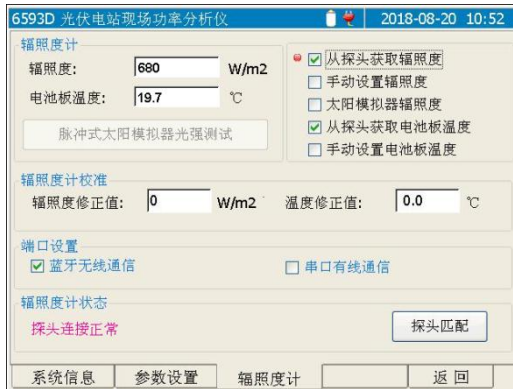 6593D 光伏电站现场功率分析仪 2018-08-20 10:52
辐照度计
辐照度: 680 W/m2
电池板温度: 19.7 ℃
脉冲式太阳模拟器光强测试
从探头获取辐照度
手动设置辐照度
太阳模拟器辐照度
从探头获取电池板温度
手动设置电池板温度
辐照度计校准
辐照度修正值: 0 W/m2 温度修正值: 0.0 ℃
端口设置
蓝牙无线通信 串口有线通信
辐照度计状态
探头连接正常 探头匹配
系统信息 参数设置 辐照度计 返 回